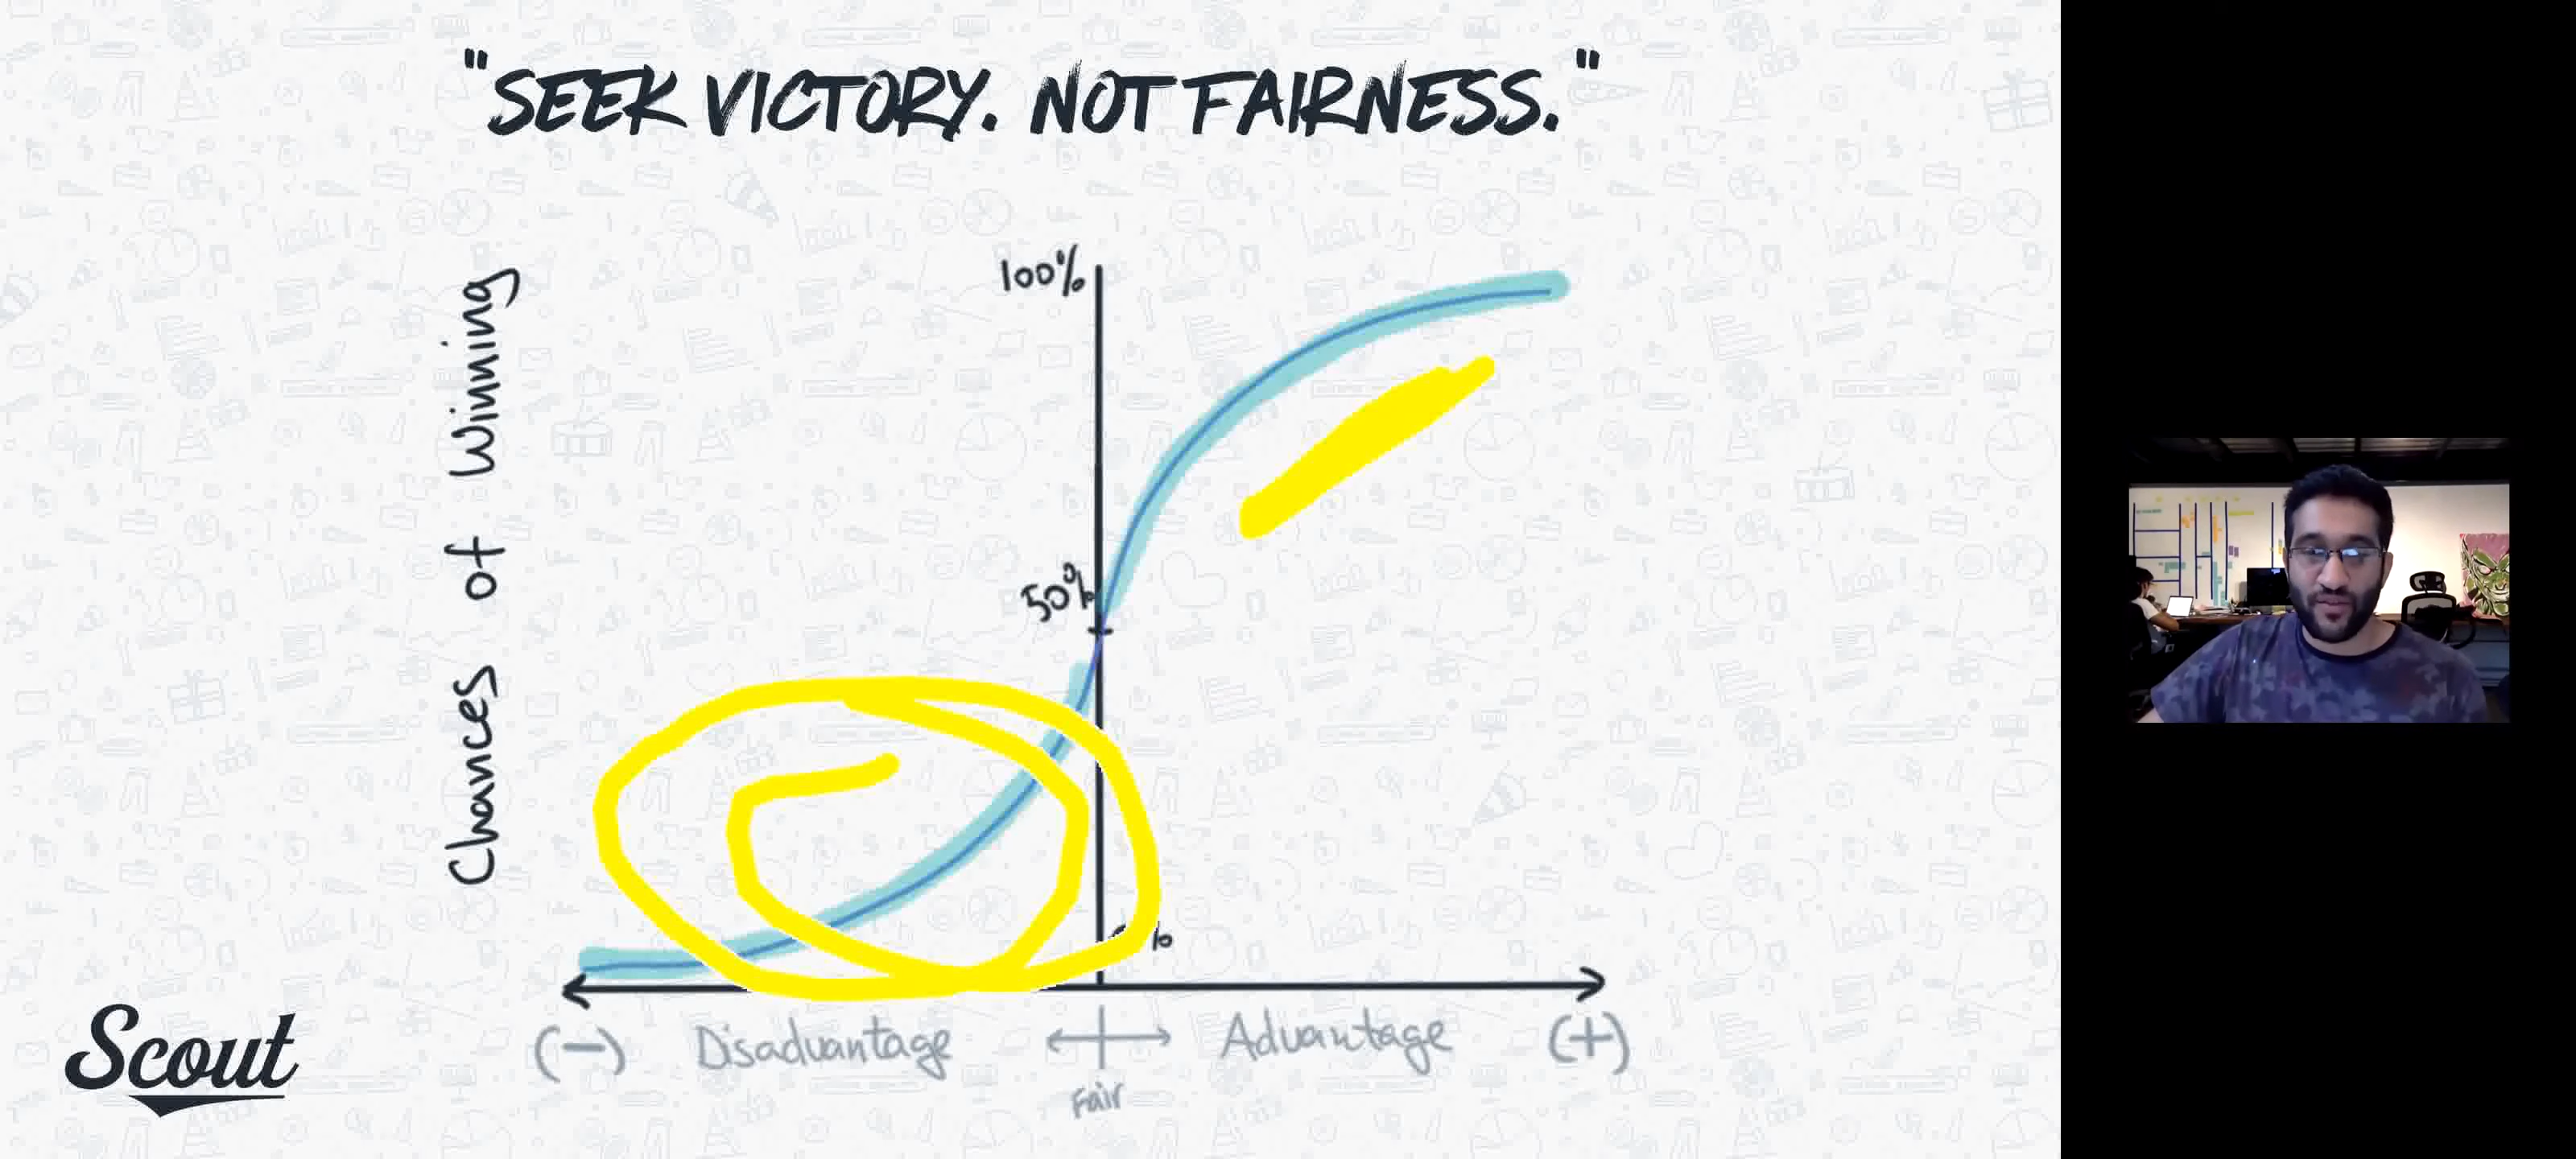 "SEEK VICTORY. NOT FAIRNESS."
Chances of Winning
100%
50%
%
(-) Disadvantage Advantage (+)
Fair
Scout